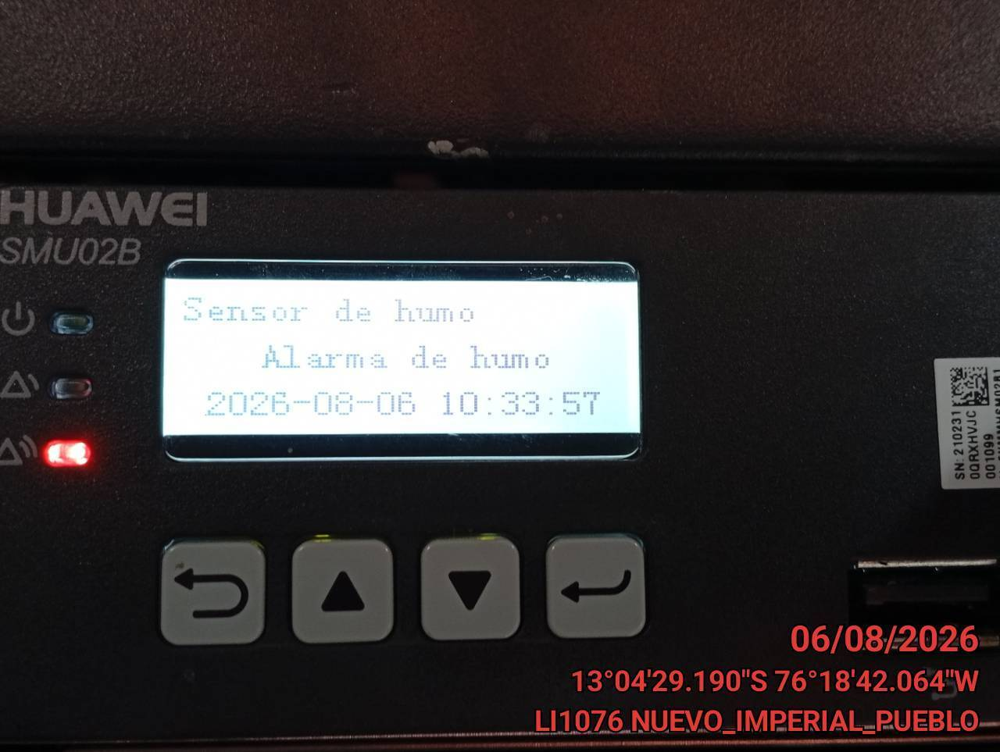 HUAWEI
SMU02B
Sensor de humo
Alarma de humo
2026-08-06 10:33:57
SN:210231
0QRXHVJC
001099
06/08/2026
13°04'29.190"S 76°18'42.064"W
LI1076 NUEVO_IMPERIAL_PUEBLO